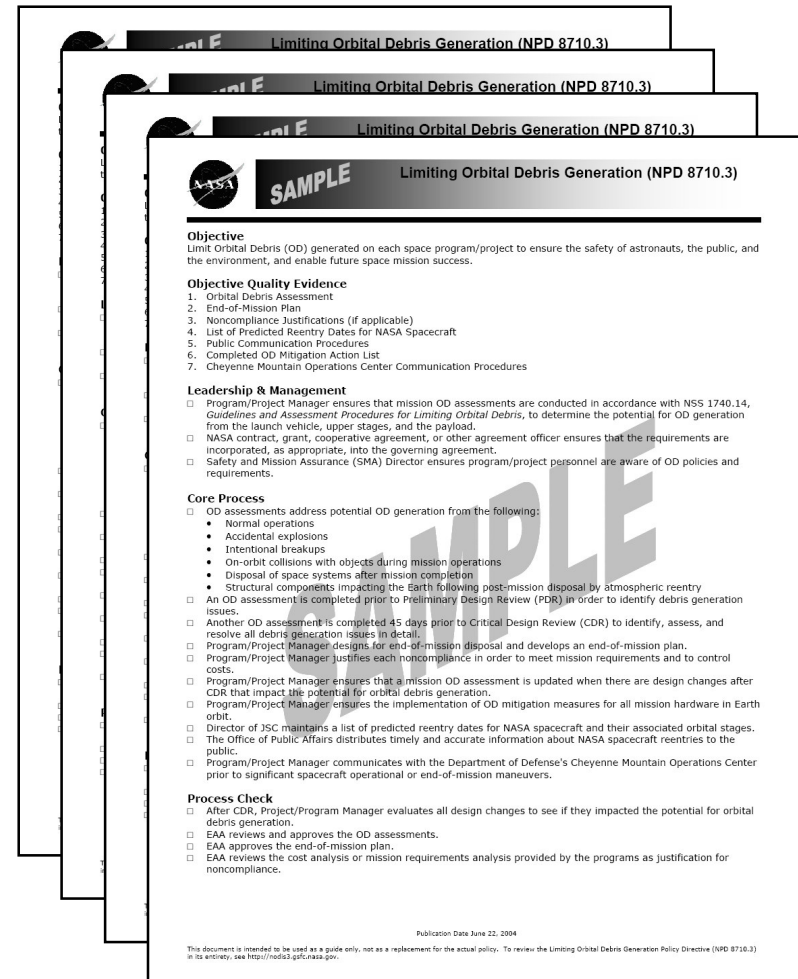 Limiting Orbital Debris Generation (NPD 8710.3)
Limiting Orbital Debris Generation (NPD 8710.3)
Limiting Orbital Debris Generation (NPD 8710.3)
NASA
SAMPLE
Limiting Orbital Debris Generation (NPD 8710.3)
Objective
Limit Orbital Debris (OD) generated on each space program/project to ensure the safety of astronauts, the public, and
the environment, and enable future space mission success.
Objective Quality Evidence
1. Orbital Debris Assessment
2. End-of-Mission Plan
3. Noncompliance Justifications (if applicable)
4. List of Predicted Reentry Dates for NASA Spacecraft
5. Public Communication Procedures
6. Completed OD Mitigation Action List
7. Cheyenne Mountain Operations Center Communication Procedures
Leadership & Management
□ Program/Project Manager ensures that mission OD assessments are conducted in accordance with NSS 1740.14,
Guidelines and Assessment Procedures for Limiting Orbital Debris, to determine the potential for OD generation
from the launch vehicle, upper stages, and the payload.
□ NASA contract, grant, cooperative agreement, or other agreement officer ensures that the requirements are
incorporated, as appropriate, into the governing agreement.
□ Safety and Mission Assurance (SMA) Director ensures program/project personnel are aware of OD policies and
requirements.
Core Process
□ OD assessments address potential OD generation from the following:
• Normal operations
• Accidental explosions
• Intentional breakups
• On-orbit collisions with objects during mission operations
• Disposal of space systems after mission completion
• Structural components impacting the Earth following post-mission disposal by atmospheric reentry
□ An OD assessment is completed prior to Preliminary Design Review (PDR) in order to identify debris generation
issues.
□ Another OD assessment is completed 45 days prior to Critical Design Review (CDR) to identify, assess, and
resolve all debris generation issues in detail.
□ Program/Project Manager designs for end-of-mission disposal and develops an end-of-mission plan.
□ Program/Project Manager justifies each noncompliance in order to meet mission requirements and to control
costs.
□ Program/Project Manager ensures that a mission OD assessment is updated when there are design changes after
CDR that impact the potential for orbital debris generation.
□ Program/Project Manager ensures the implementation of OD mitigation measures for all mission hardware in Earth
orbit.
□ Director of JSC maintains a list of predicted reentry dates for NASA spacecraft and their associated orbital stages.
□ The Office of Public Affairs distributes timely and accurate information about NASA spacecraft reentries to the
public.
□ Program/Project Manager communicates with the Department of Defense's Cheyenne Mountain Operations Center
prior to significant spacecraft operational or end-of-mission maneuvers.
SAMPLE
Process Check
□ After CDR, Project/Program Manager evaluates all design changes to see if they impacted the potential for orbital
debris generation.
□ EAA reviews and approves the OD assessments.
□ EAA approves the end-of-mission plan.
□ EAA reviews the cost analysis or mission requirements analysis provided by the programs as justification for
noncompliance.
Publication Date June 22, 2004
This document is intended to be used as a guide only, not as a replacement for the actual policy. To review the Limiting Orbital Debris Generation Policy Directive (NPD 8710.3)
in its entirety, see http://nodis3.gsfc.nasa.gov.